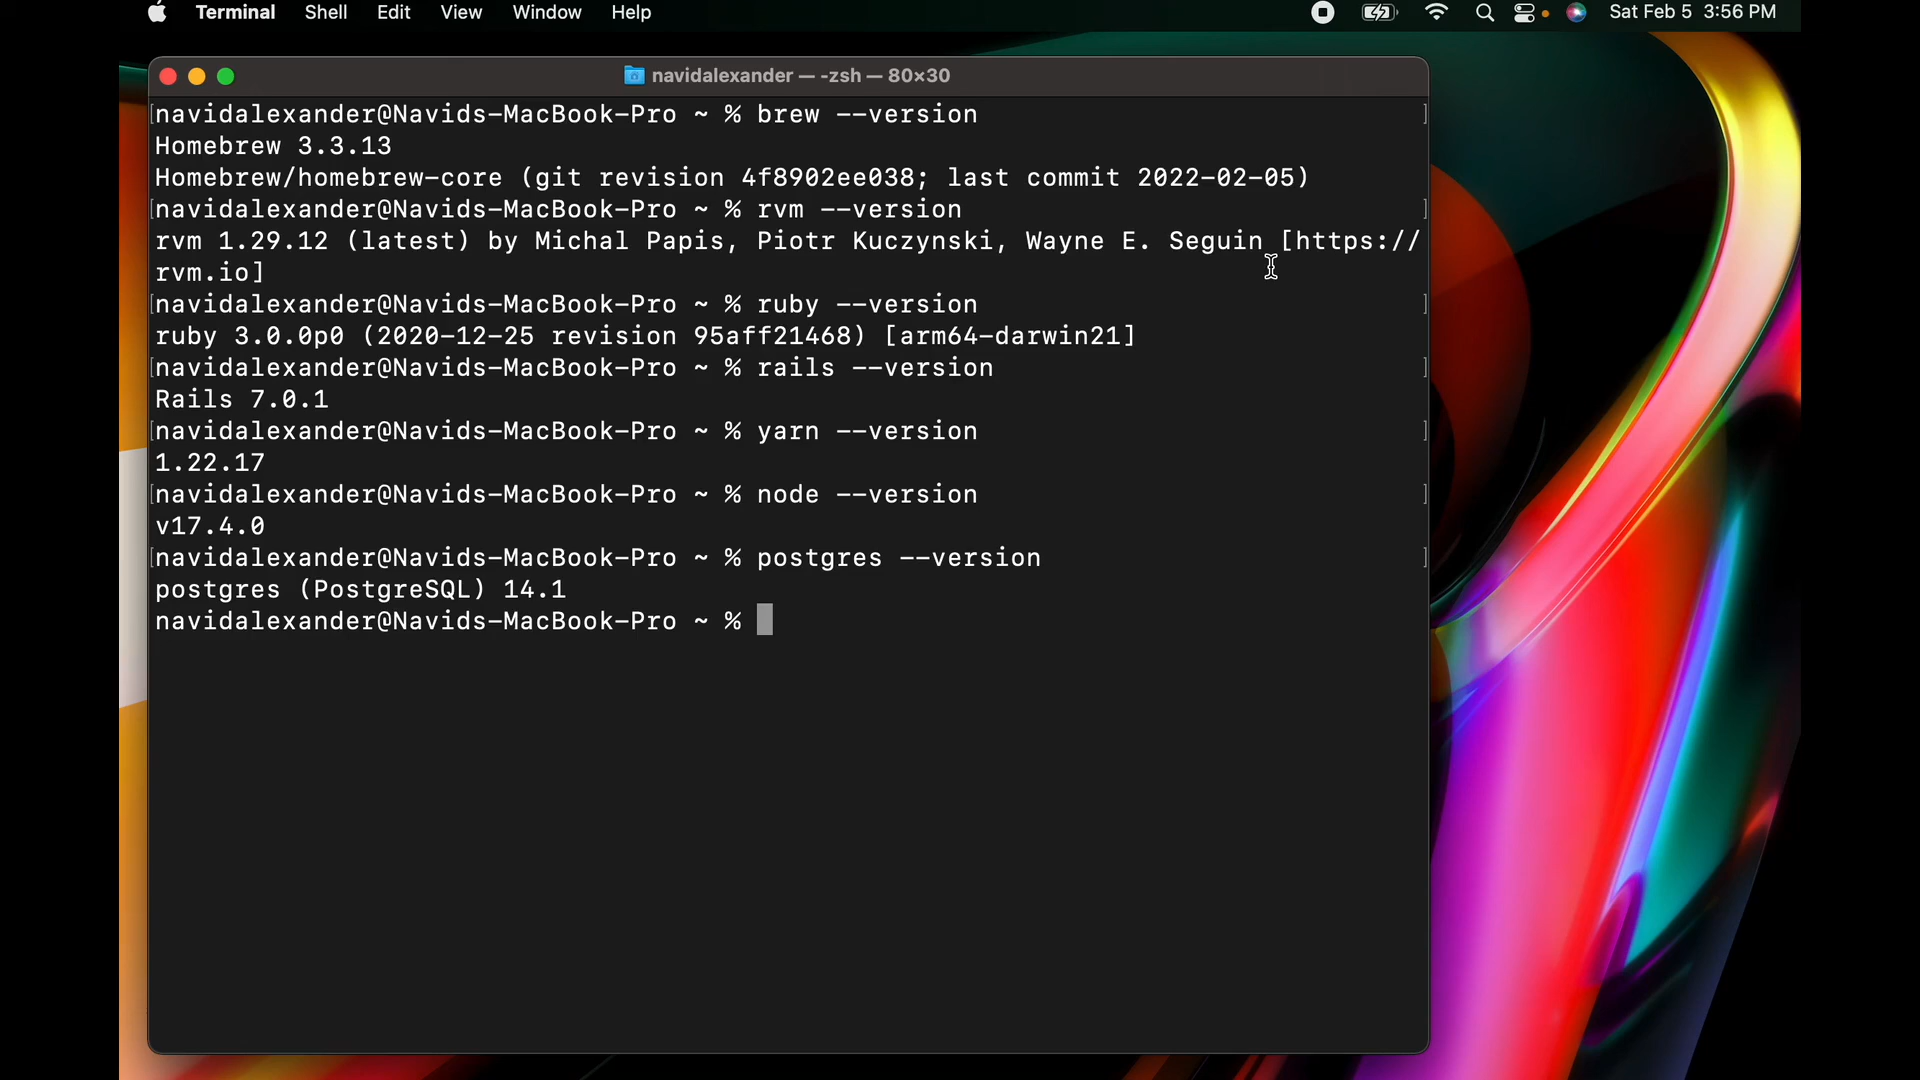 Terminal Shell Edit View Window Help Sat Feb 5 3:56 PM
navidalexander — -zsh — 80×30
[navidalexander@Navids-MacBook-Pro ~ % brew --version ]
Homebrew 3.3.13
Homebrew/homebrew-core (git revision 4f8902ee038; last commit 2022-02-05)
[navidalexander@Navids-MacBook-Pro ~ % rvm --version ]
rvm 1.29.12 (latest) by Michal Papis, Piotr Kuczynski, Wayne E. Seguin [https://
rvm.io]
[navidalexander@Navids-MacBook-Pro ~ % ruby --version ]
ruby 3.0.0p0 (2020-12-25 revision 95aff21468) [arm64-darwin21]
[navidalexander@Navids-MacBook-Pro ~ % rails --version ]
Rails 7.0.1
[navidalexander@Navids-MacBook-Pro ~ % yarn --version ]
1.22.17
[navidalexander@Navids-MacBook-Pro ~ % node --version ]
v17.4.0
[navidalexander@Navids-MacBook-Pro ~ % postgres --version ]
postgres (PostgreSQL) 14.1
navidalexander@Navids-MacBook-Pro ~ %